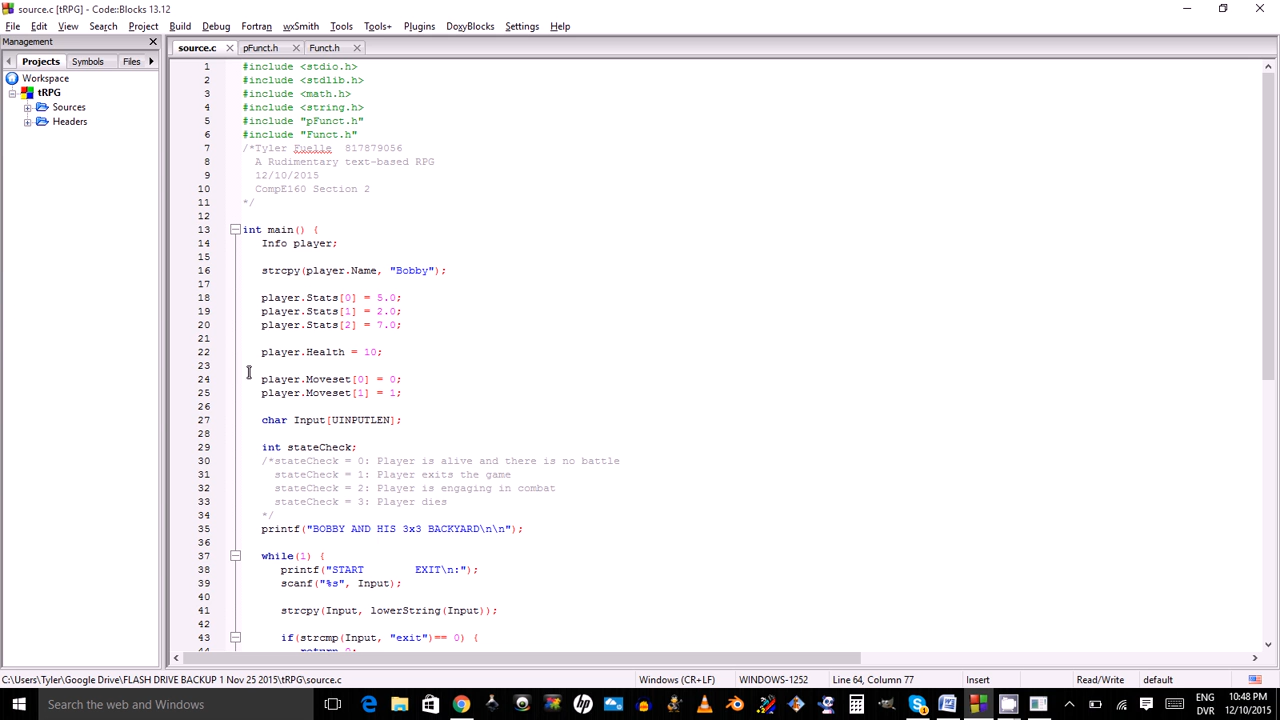 source.c [tRPG] - Code::Blocks 13.12
File Edit View Search Project Build Debug Fortran wxSmith Tools Tools+ Plugins DoxyBlocks Settings Help
Management
source.c pFunct.h Funct.h
Projects Symbols Files
Workspace
tRPG
Sources
Headers
1 #include <stdio.h>
2 #include <stdlib.h>
3 #include <math.h>
4 #include <string.h>
5 #include "pFunct.h"
6 #include "Funct.h"
7 /*Tyler Fuelle 817879056
8 A Rudimentary text-based RPG
9 12/10/2015
10 CompE160 Section 2
11 */
12
13 int main() {
14 Info player;
15
16 strcpy(player.Name, "Bobby");
17
18 player.Stats[0] = 5.0;
19 player.Stats[1] = 2.0;
20 player.Stats[2] = 7.0;
21
22 player.Health = 10;
23
24 player.Moveset[0] = 0;
25 player.Moveset[1] = 1;
26
27 char Input[UINPUTLEN];
28
29 int stateCheck;
30 /*stateCheck = 0: Player is alive and there is no battle
31 stateCheck = 1: Player exits the game
32 stateCheck = 2: Player is engaging in combat
33 stateCheck = 3: Player dies
34 */
35 printf("BOBBY AND HIS 3x3 BACKYARD\n\n");
36
37 while(1) {
38 printf("START EXIT\n:");
39 scanf("%s", Input);
40
41 strcpy(Input, lowerString(Input));
42
43 if(strcmp(Input, "exit")== 0) {
44 return 0;
C:\Users\Tyler\Google Drive\FLASH DRIVE BACKUP 1 Nov 25 2015\tRPG\source.c Windows (CR+LF) WINDOWS-1252 Line 64, Column 77 Insert Read/Write default
Search the web and Windows
ENG 10:48 PM
DVR 12/10/2015